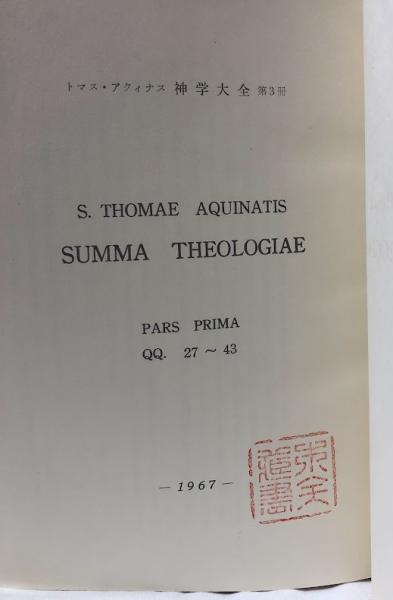 トマス・アクィナス 神学大全 第3冊
S. THOMAE AQUINATIS
SUMMA THEOLOGIAE
PARS PRIMA
QQ. 27～43
—1967—